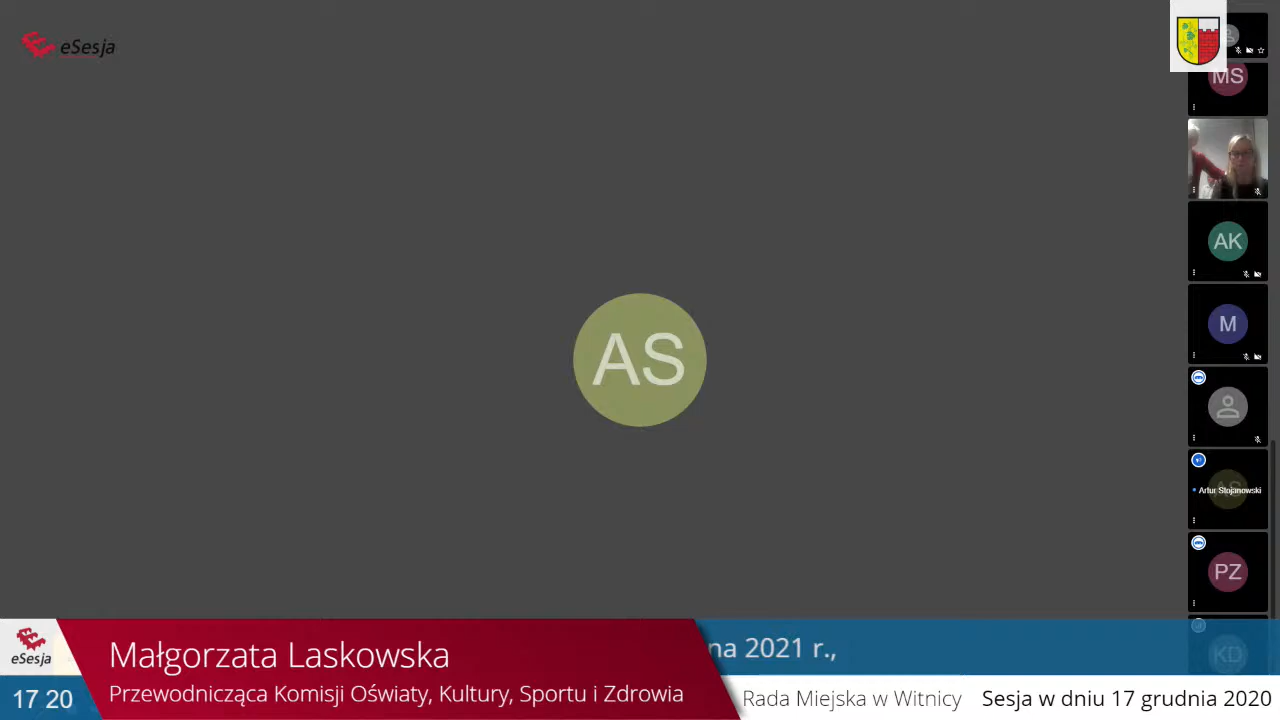 eSesja
MS
AK
M
AS
Artur Stojanowski
PZ
KD
eSesja
Małgorzata Laskowska
Przewodnicząca Komisji Oświaty, Kultury, Sportu i Zdrowia
na 2021 r.,
17 20
Rada Miejska w Witnicy
Sesja w dniu 17 grudnia 2020